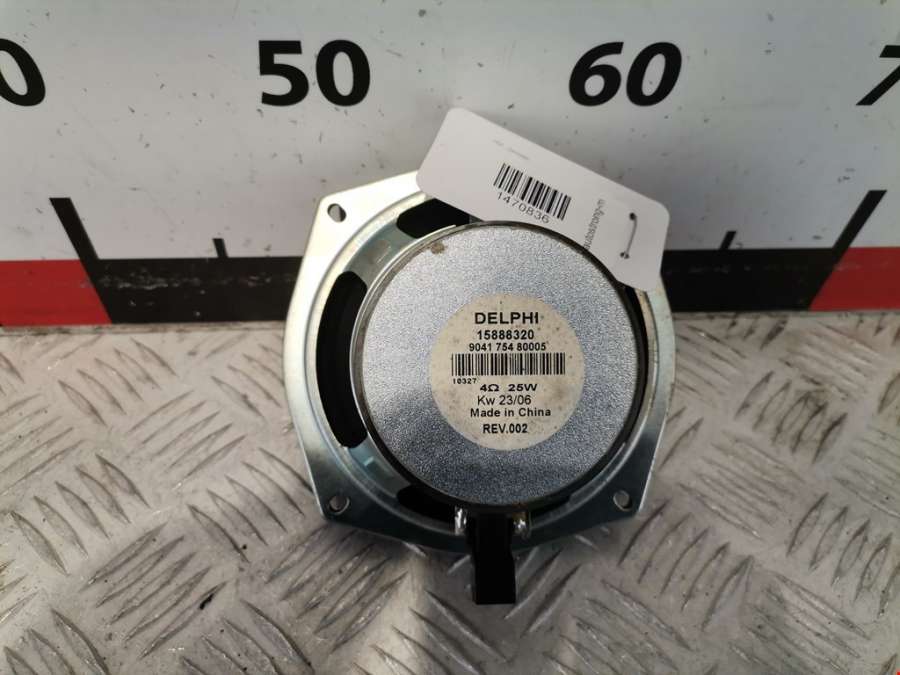 50
60
1470836
autostrong-m
DELPHI
15888320
9041 754 80005
10327
4Ω 25W
Kw 23/06
Made in China
REV.002